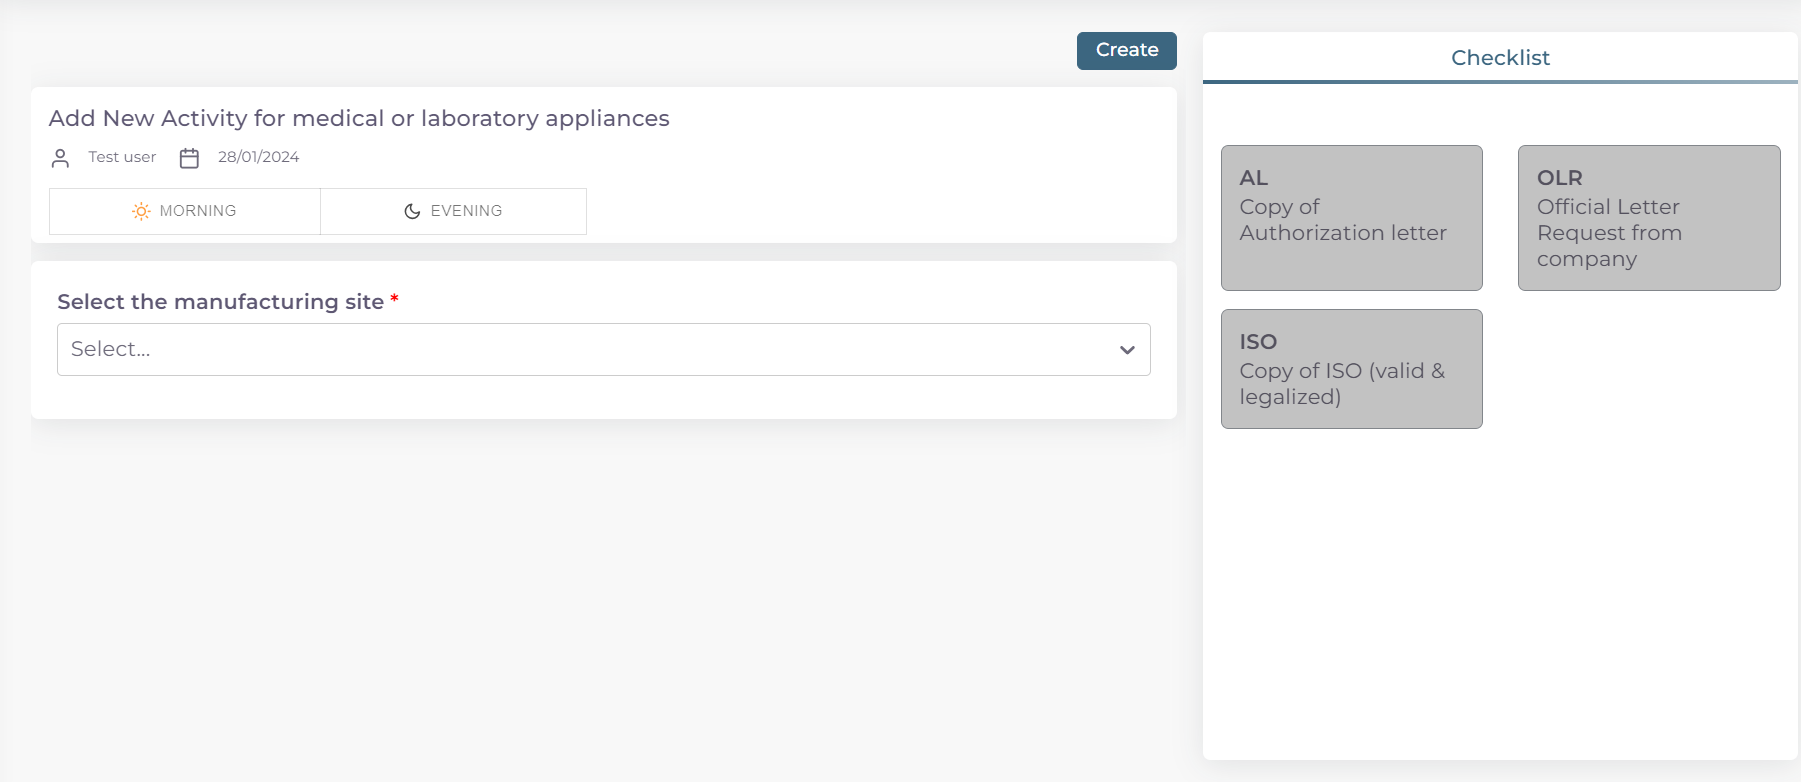 Create
Add New Activity for medical or laboratory appliances
Test user 28/01/2024
MORNING EVENING
Select the manufacturing site *
Select...
Checklist
AL
Copy of
Authorization letter
OLR
Official Letter
Request from
company
ISO
Copy of ISO (valid &
legalized)